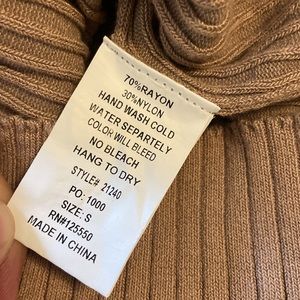 70%RAYON
30%NYLON
HAND WASH COLD
WATER SEPARTELY
COLOR WILL BLEED
NO BLEACH
HANG TO DRY
STYLE# 21240
PO: 1000
SIZE: S
RN#125550
MADE IN CHINA